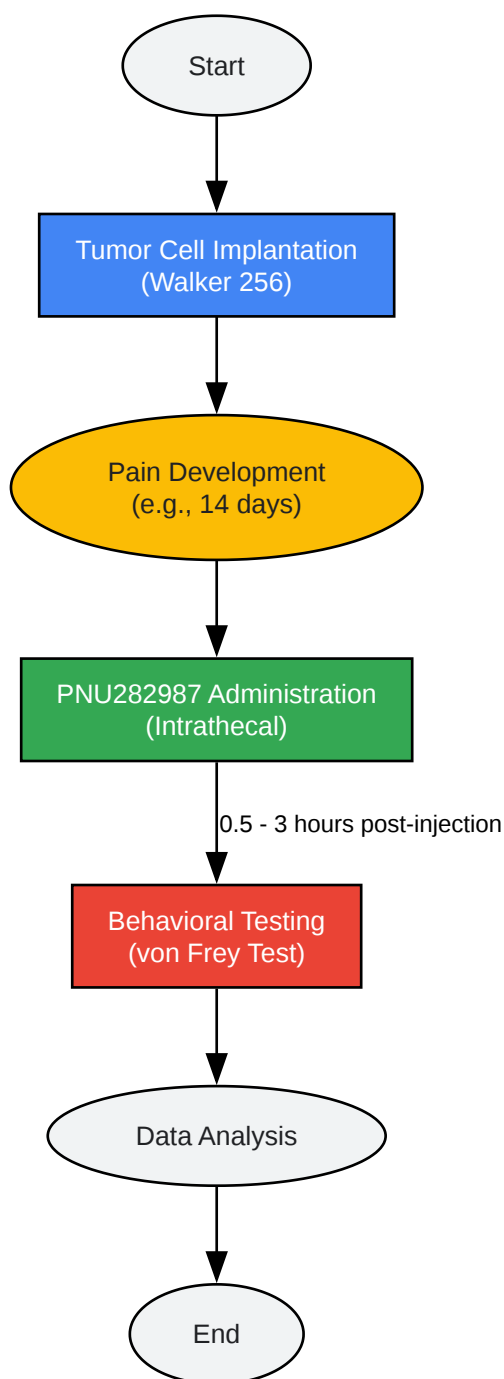 Start
Tumor Cell Implantation
(Walker 256)
Pain Development
(e.g., 14 days)
PNU282987 Administration
(Intrathecal)
0.5 - 3 hours post-injection
Behavioral Testing
(von Frey Test)
Data Analysis
End